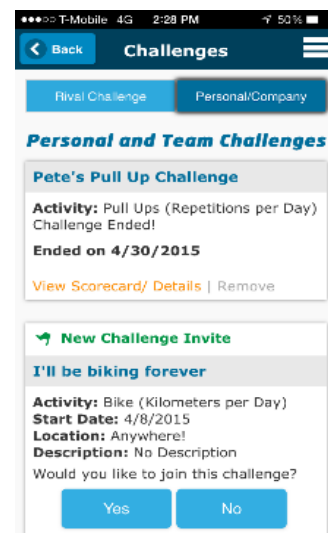 T-Mobile 4G 2:28 PM 50%
Back Challenges
Rival Challenge Personal/Company
Personal and Team Challenges
Pete's Pull Up Challenge
Activity: Pull Ups (Repetitions per Day)
Challenge Ended!
Ended on 4/30/2015
View Scorecard/ Details | Remove
New Challenge Invite
I'll be biking forever
Activity: Bike (Kilometers per Day)
Start Date: 4/8/2015
Location: Anywhere!
Description: No Description
Would you like to join this challenge?
Yes No